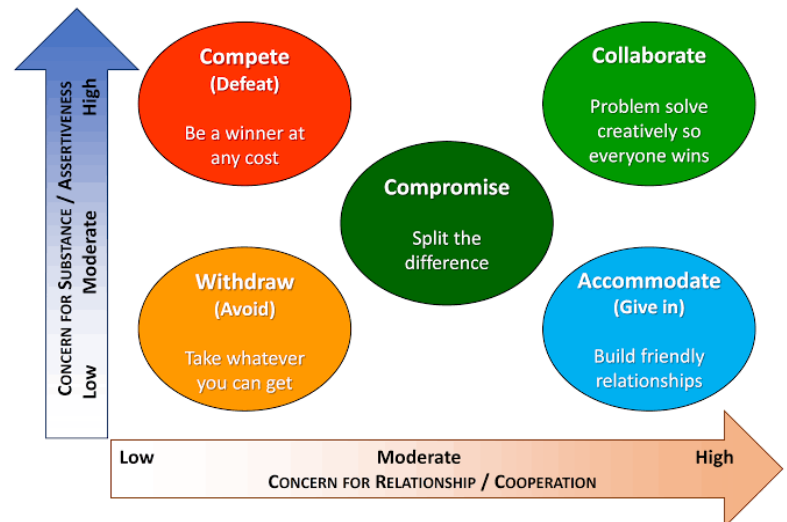 Compete
(Defeat)
Be a winner at
any cost
Collaborate
Problem solve
creatively so
everyone wins
Compromise
Split the
difference
Withdraw
(Avoid)
Take whatever
you can get
Accommodate
(Give in)
Build friendly
relationships
CONCERN FOR SUBSTANCE / ASSERTIVENESS
Low Moderate High
Low Moderate High
CONCERN FOR RELATIONSHIP / COOPERATION